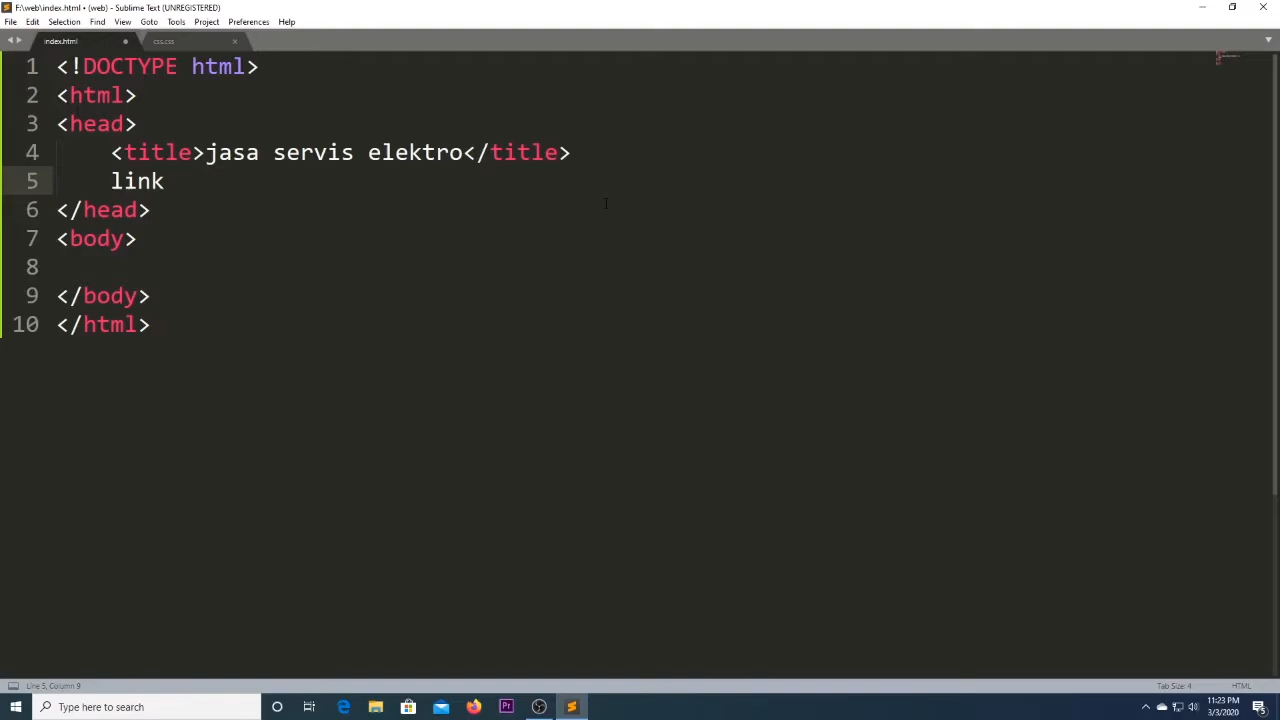 F:\web\index.html • (web) - Sublime Text (UNREGISTERED)
File Edit Selection Find View Goto Tools Project Preferences Help
index.html css.css
1 <!DOCTYPE html>
2 <html>
3 <head>
4 <title>jasa servis elektro</title>
5 link
6 </head>
7 <body>
8
9 </body>
10 </html>
Line 5, Column 9 Tab Size: 4 HTML
Type here to search
Pr
11:23 PM
3/3/2020
5